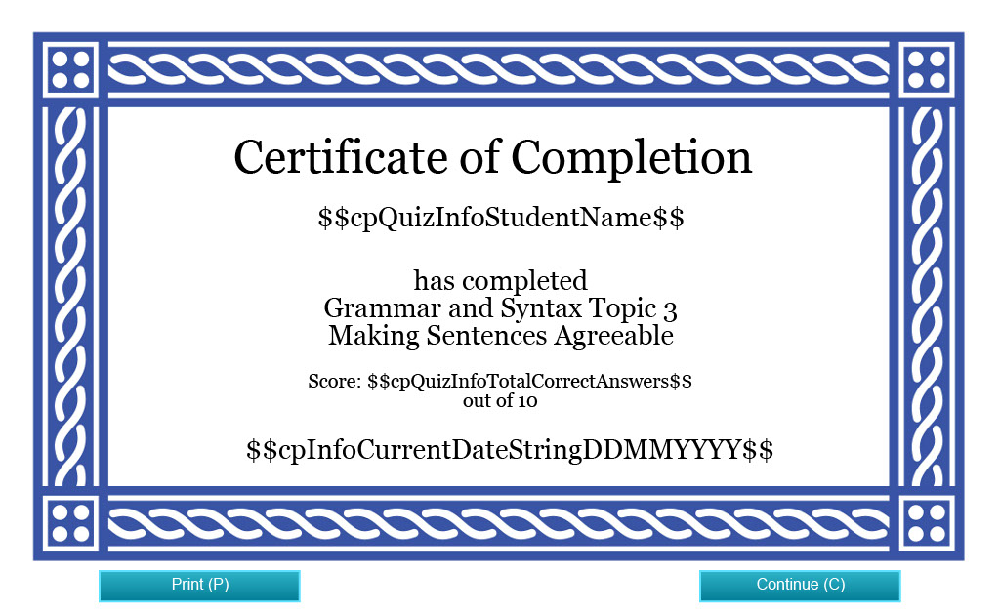 Certificate of Completion
$$cpQuizInfoStudentName$$
has completed
Grammar and Syntax Topic 3
Making Sentences Agreeable
Score: $$cpQuizInfoTotalCorrectAnswers$$
out of 10
$$cpInfoCurrentDateStringDDMMYYYY$$
Print (P)
Continue (C)